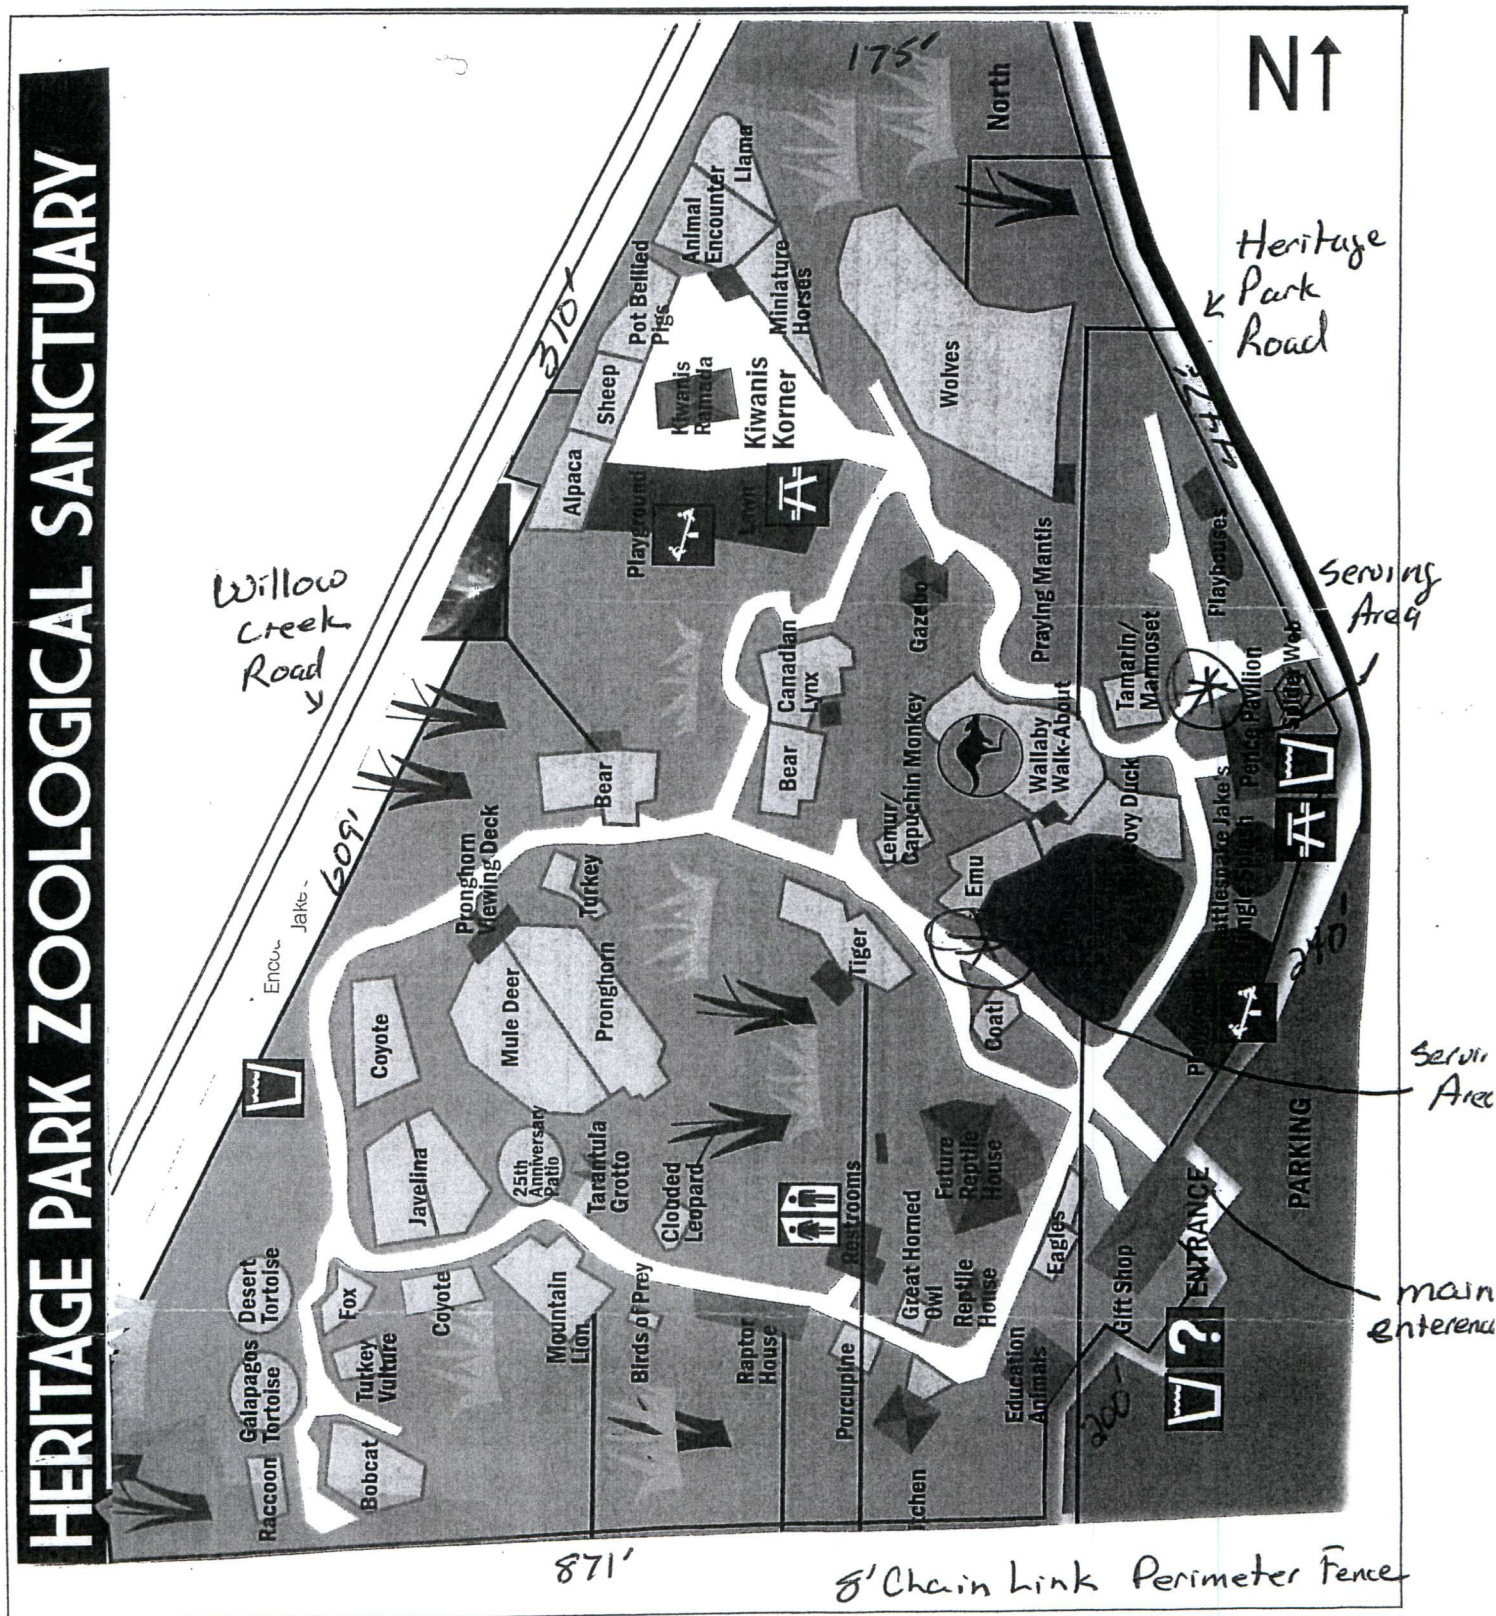 HERITAGE PARK ZOOLOGICAL SANCTUARY
N↑
175'
North
Llama
Animal
Encounter
Pot Bellied
Pigs
Miniature
Horses
310'
Sheep
Kiwanis
Ramada
Kiwanis
Korner
Wolves
Heritage
Park
Road
447'
Alpaca
Playground
Lawn
Willow
Creek
Road
Canadian
Lynx
Gazebo
Praying Mantis
Tamarin/
Marmoset
Playhouses
Serving
Area
Spider Web
Pavilion
Bear
Bear
Lemur/
Capuchin Monkey
Wallaby
Walk-About
Duck
609'
Jake
Pronghorn
Viewing Deck
Turkey
Emu
Splash
240
Coyote
Mule Deer
Pronghorn
Tiger
Coati
Area
Javelina
25th
Anniversary
Patio
Tarantula
Grotto
Clouded
Leopard
Restrooms
Future
Reptile
House
Great Horned
Owl
Reptile
House
Eagles
PARKING
ENTRANCE
Gift Shop
?
main
Desert
Tortoise
Galapagos
Tortoise
Fox
Coyote
Turkey
Vulture
Mountain
Lion
Birds of Prey
Raptor
House
Porcupine
Education
Animals
200
Raccoon
Bobcat
871'
8' Chain Link Perimeter Fence